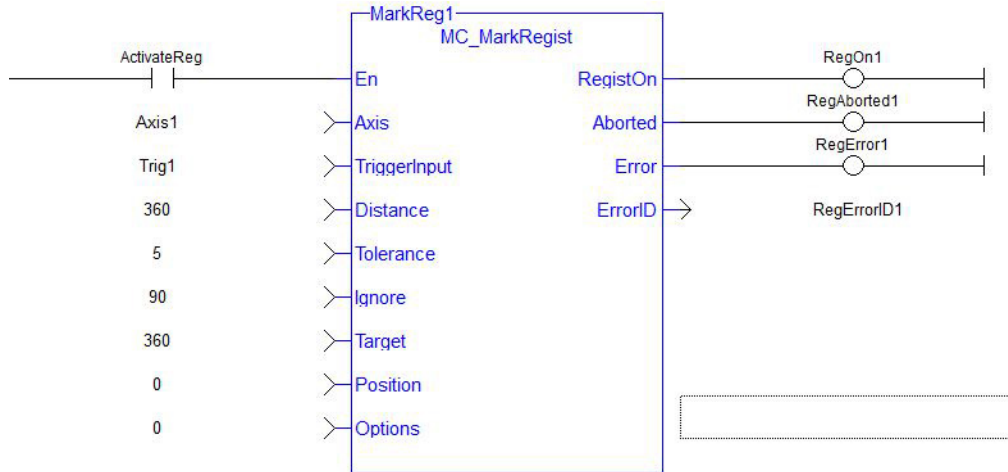 MarkReg1
MC_MarkRegist
ActivateReg
En
RegistOn
RegOn1
Axis1
Axis
Aborted
RegAborted1
Trig1
TriggerInput
Error
RegError1
360
Distance
ErrorID
RegErrorID1
5
Tolerance
90
Ignore
360
Target
0
Position
0
Options